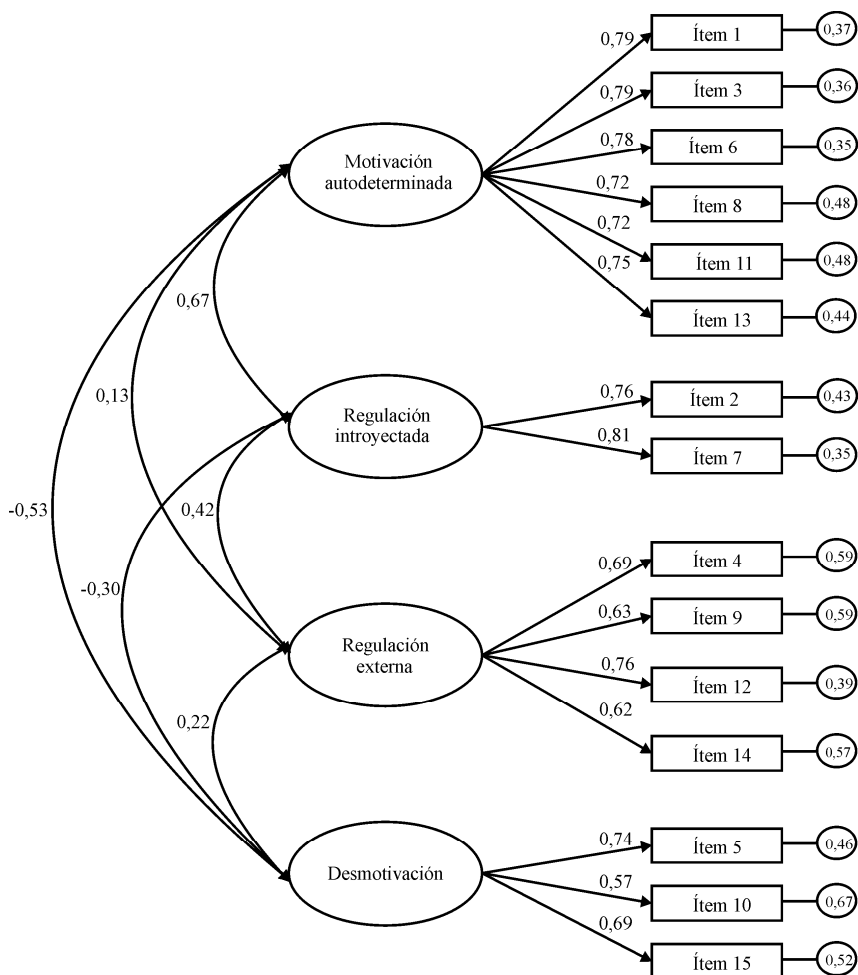 0,79
Ítem 1
0,37
0,79
Ítem 3
0,36
0,78
Ítem 6
0,35
Motivación
autodeterminada
0,72
Ítem 8
0,48
0,72
Ítem 11
0,48
0,75
Ítem 13
0,44
0,67
0,13
Regulación
introyectada
0,76
Ítem 2
0,43
0,81
Ítem 7
0,35
-0,53
0,42
-0,30
0,69
Ítem 4
0,59
0,63
Ítem 9
0,59
Regulación
externa
0,76
Ítem 12
0,39
0,62
Ítem 14
0,57
0,22
Desmotivación
0,74
Ítem 5
0,46
0,57
Ítem 10
0,67
0,69
Ítem 15
0,52